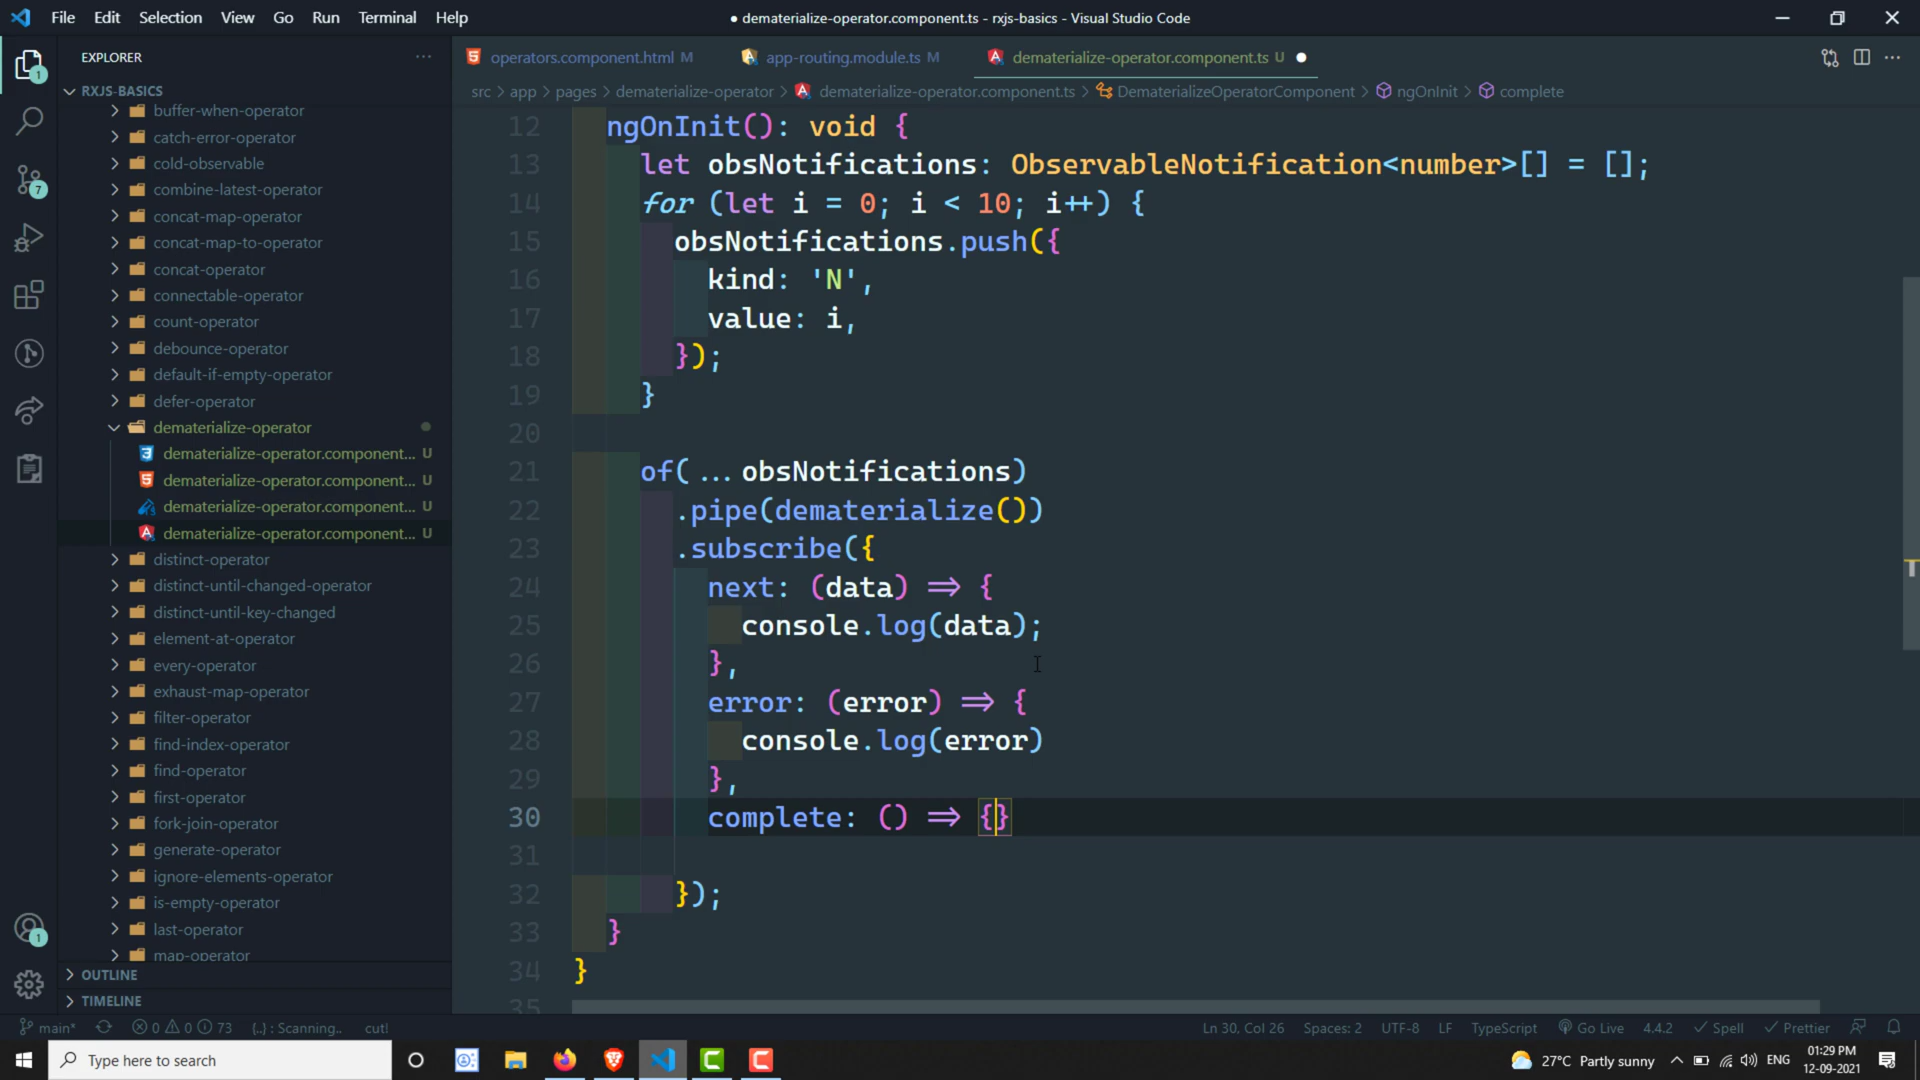 File Edit Selection View Go Run Terminal Help
● dematerialize-operator.component.ts - rxjs-basics - Visual Studio Code
EXPLORER
RXJS-BASICS
buffer-when-operator
catch-error-operator
cold-observable
combine-latest-operator
concat-map-operator
concat-map-to-operator
concat-operator
connectable-operator
count-operator
debounce-operator
default-if-empty-operator
defer-operator
dematerialize-operator
dematerialize-operator.component... U
dematerialize-operator.component... U
dematerialize-operator.component... U
dematerialize-operator.component... U
distinct-operator
distinct-until-changed-operator
distinct-until-key-changed
element-at-operator
every-operator
exhaust-map-operator
filter-operator
find-index-operator
find-operator
first-operator
fork-join-operator
generate-operator
ignore-elements-operator
is-empty-operator
last-operator
map-operator
OUTLINE
TIMELINE
1
7
1
operators.component.html M
app-routing.module.ts M
dematerialize-operator.component.ts U
src > app > pages > dematerialize-operator > dematerialize-operator.component.ts > DematerializeOperatorComponent > ngOnInit > complete
12 ngOnInit(): void {
13 let obsNotifications: ObservableNotification<number>[] = [];
14 for (let i = 0; i < 10; i++) {
15 obsNotifications.push({
16 kind: 'N',
17 value: i,
18 });
19 }
20
21 of(...obsNotifications)
22 .pipe(dematerialize())
23 .subscribe({
24 next: (data) => {
25 console.log(data);
26 },
27 error: (error) => {
28 console.log(error)
29 },
30 complete: () => {}
31
32 });
33 }
34 }
35
main* 0 0 73 {..} : Scanning.. cut!
Ln 30, Col 26 Spaces: 2 UTF-8 LF TypeScript Go Live 4.4.2 Spell Prettier
Type here to search
27°C Partly sunny
ENG
01:29 PM
12-09-2021